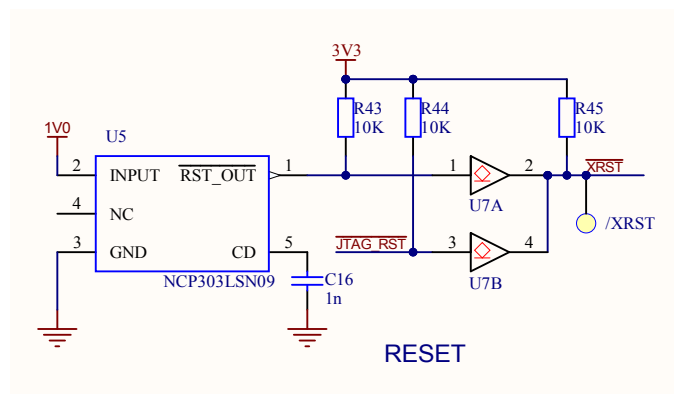 3V3
R43
10K
R44
10K
R45
10K
1V0
U5
2
INPUT
RST_OUT
1
1
2
XRST
4
NC
U7A
/XRST
3
GND
CD
5
JTAG_RST
3
4
NCP303LSN09
C16
1n
U7B
RESET